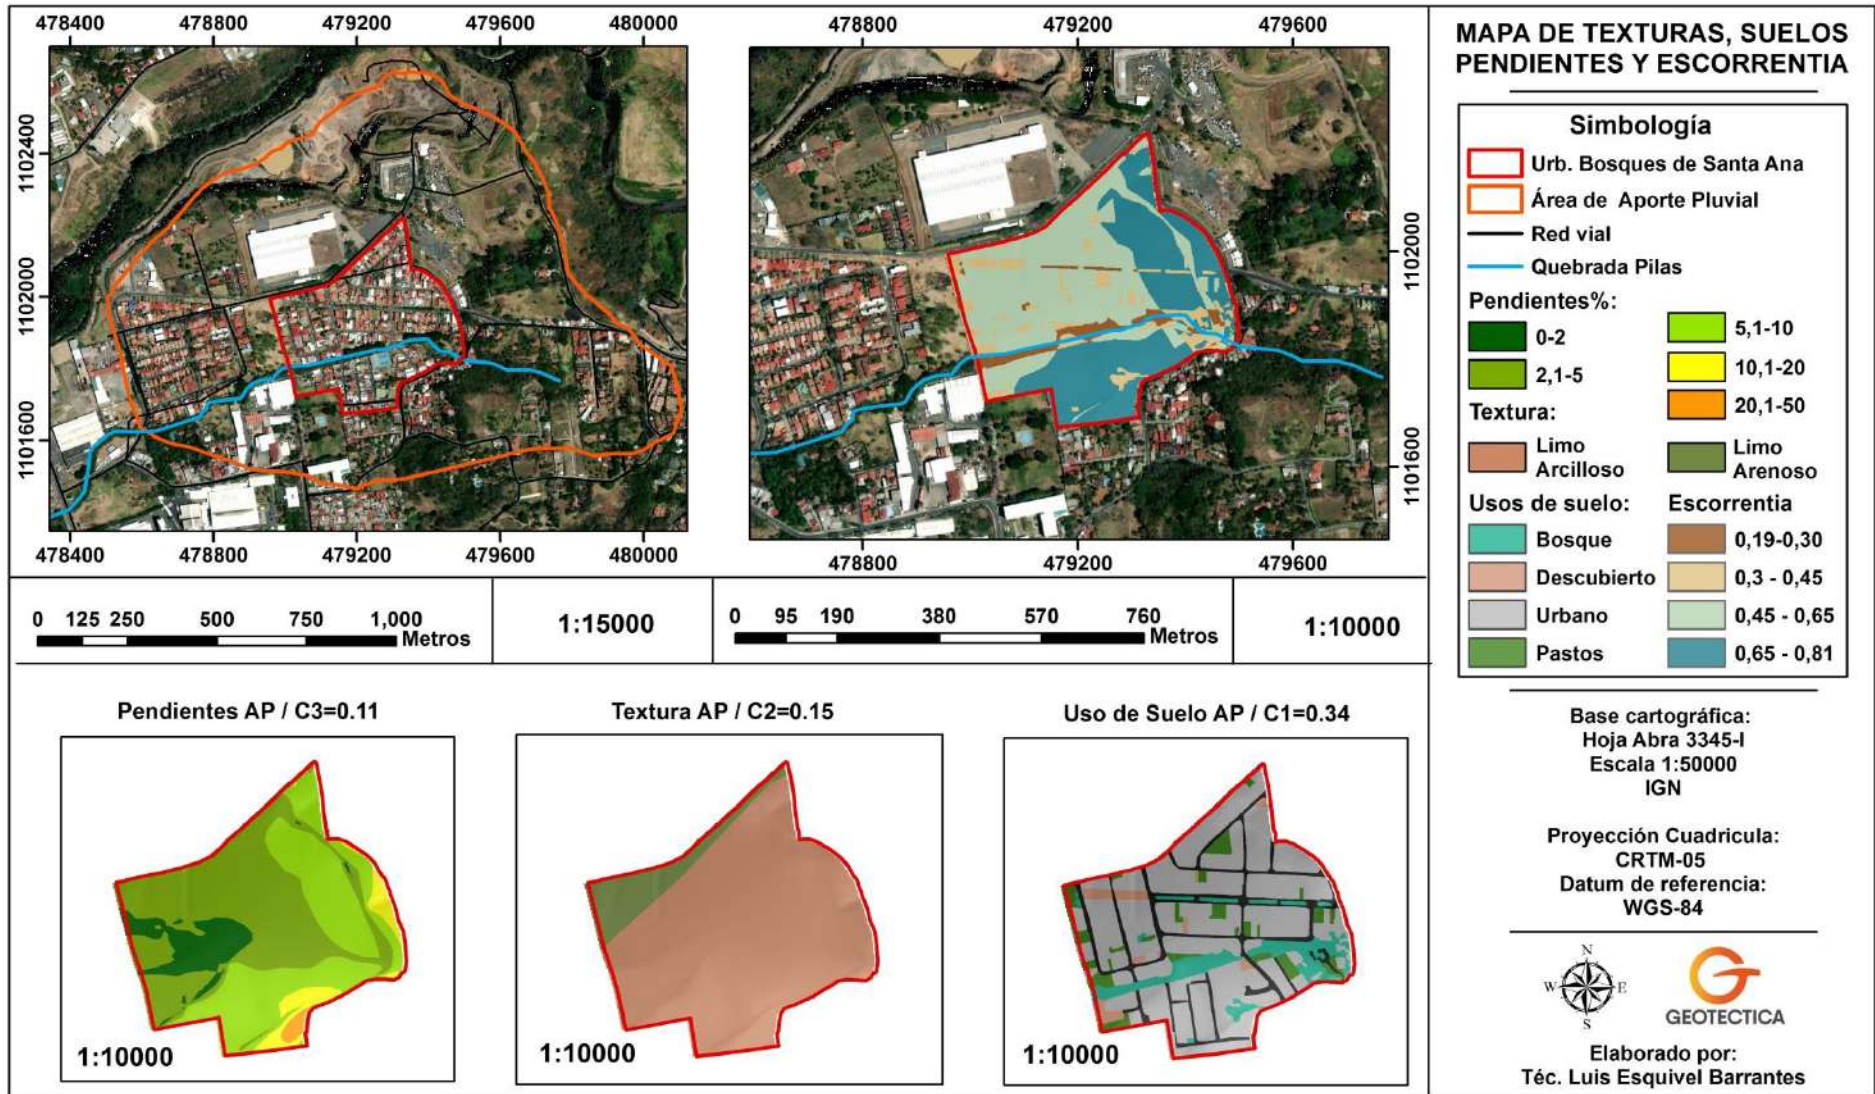 478400 478800 479200 479600 480000
1102400
1102000
1101600
478400 478800 479200 479600 480000
478800 479200 479600
1102000
1101600
478800 479200 479600
0 125 250 500 750 1,000
Metros
1:15000
0 95 190 380 570 760
Metros
1:10000
Pendientes AP / C3=0.11
1:10000
Textura AP / C2=0.15
1:10000
Uso de Suelo AP / C1=0.34
1:10000
MAPA DE TEXTURAS, SUELOS
PENDIENTES Y ESCORRENTIA
Simbología
Urb. Bosques de Santa Ana
Área de Aporte Pluvial
Red vial
Quebrada Pilas
Pendientes%:
0-2
2,1-5
5,1-10
10,1-20
20,1-50
Textura:
Limo
Arcilloso
Limo
Arenoso
Usos de suelo:
Bosque
Descubierto
Urbano
Pastos
Escorrentia
0,19-0,30
0,3 - 0,45
0,45 - 0,65
0,65 - 0,81
Base cartográfica:
Hoja Abra 3345-I
Escala 1:50000
IGN
Proyección Cuadricula:
CRTM-05
Datum de referencia:
WGS-84
N
W E
S
GEOTECTICA
Elaborado por:
Téc. Luis Esquivel Barrantes